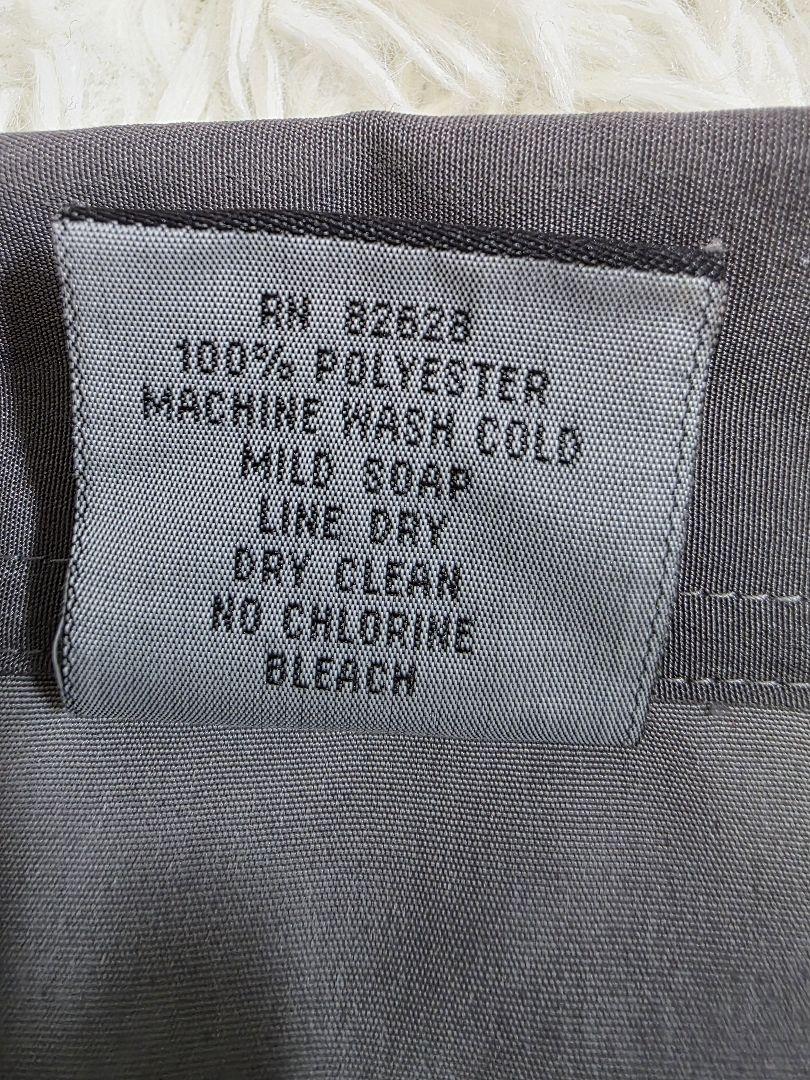 RN 82628
100% POLYESTER
MACHINE WASH COLD
MILD SOAP
LINE DRY
DRY CLEAN
NO CHLORINE
BLEACH